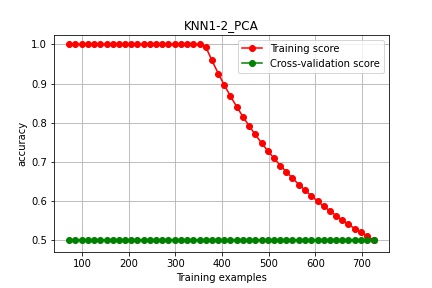 KNN1-2_PCA
Training score
Cross-validation score
1.0
0.9
0.8
0.7
0.6
0.5
accuracy
100 200 300 400 500 600 700
Training examples